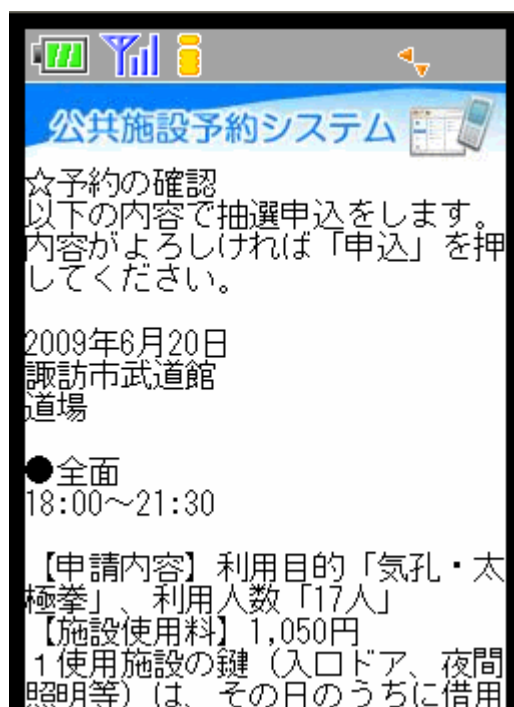 公共施設予約システム
☆予約の確認
以下の内容で抽選申込をします。
内容がよろしければ「申込」を押
してください。
2009年6月20日
諏訪市武道館
道場
●全面
18:00～21:30
【申請内容】利用目的「気孔・太
極拳」、利用人数「17人」
【施設使用料】1,050円
1使用施設の鍵（入口ドア、夜間
照明等）は、その日のうちに借用